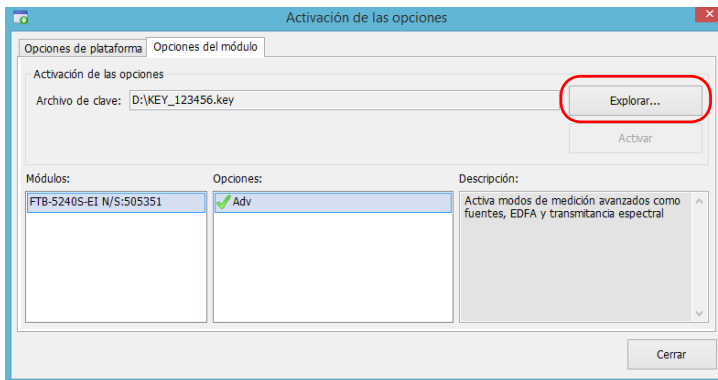 Activación de las opciones
Opciones de plataforma Opciones del módulo
Activación de las opciones
Archivo de clave: D:\KEY_123456.key Explorar...
Activar
Módulos: Opciones: Descripción:
FTB-5240S-EI N/S:505351 Adv Activa modos de medición avanzados como
fuentes, EDFA y transmitancia espectral
Cerrar